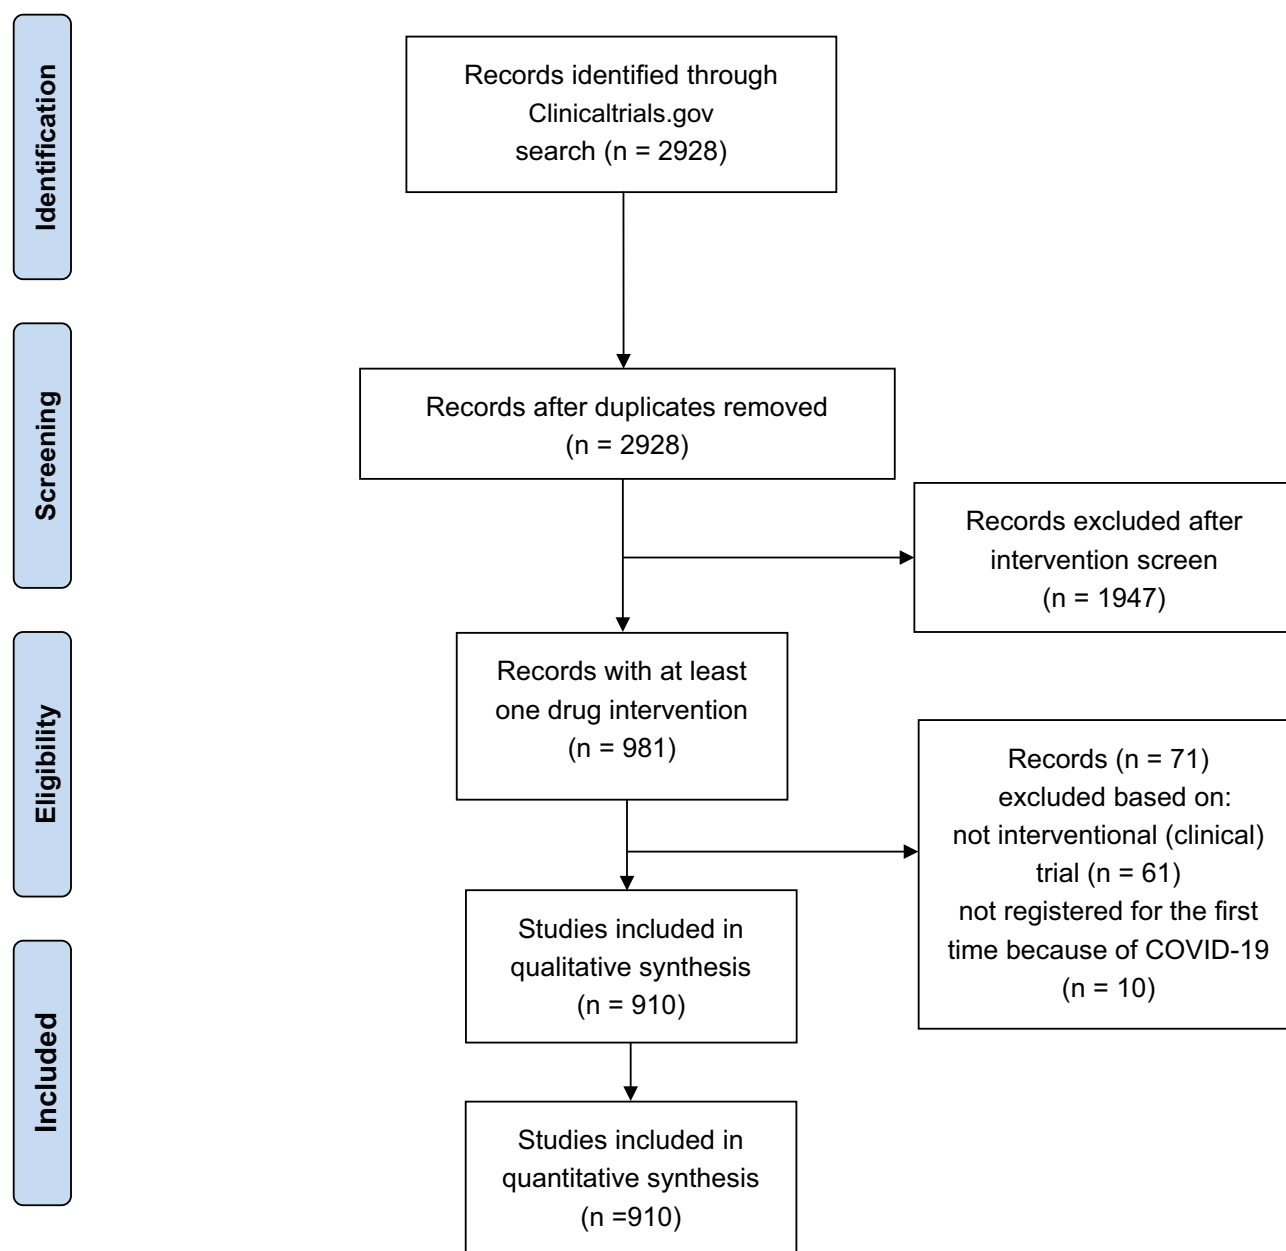 Identification
Records identified through
Clinicaltrials.gov
search (n = 2928)
Screening
Records after duplicates removed
(n = 2928)
Records excluded after
intervention screen
(n = 1947)
Eligibility
Records with at least
one drug intervention
(n = 981)
Records (n = 71)
excluded based on:
not interventional (clinical)
trial (n = 61)
not registered for the first
time because of COVID-19
(n = 10)
Included
Studies included in
qualitative synthesis
(n = 910)
Studies included in
quantitative synthesis
(n =910)